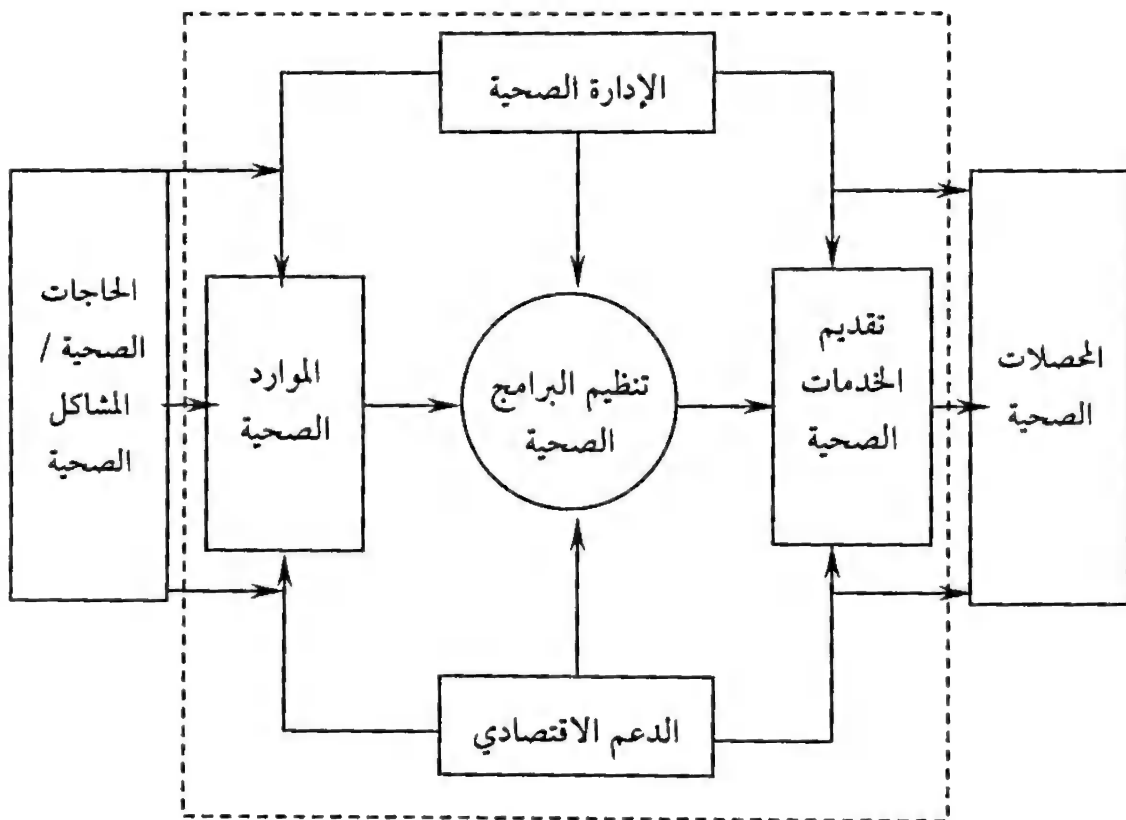 الإدارة الصحية
الحاجات
الصحية /
المشاكل
الصحية
الموارد
الصحية
تنظيم البرامج
الصحية
تقديم
الخدمات
الصحية
المحصلات
الصحية
الدعم الاقتصادي